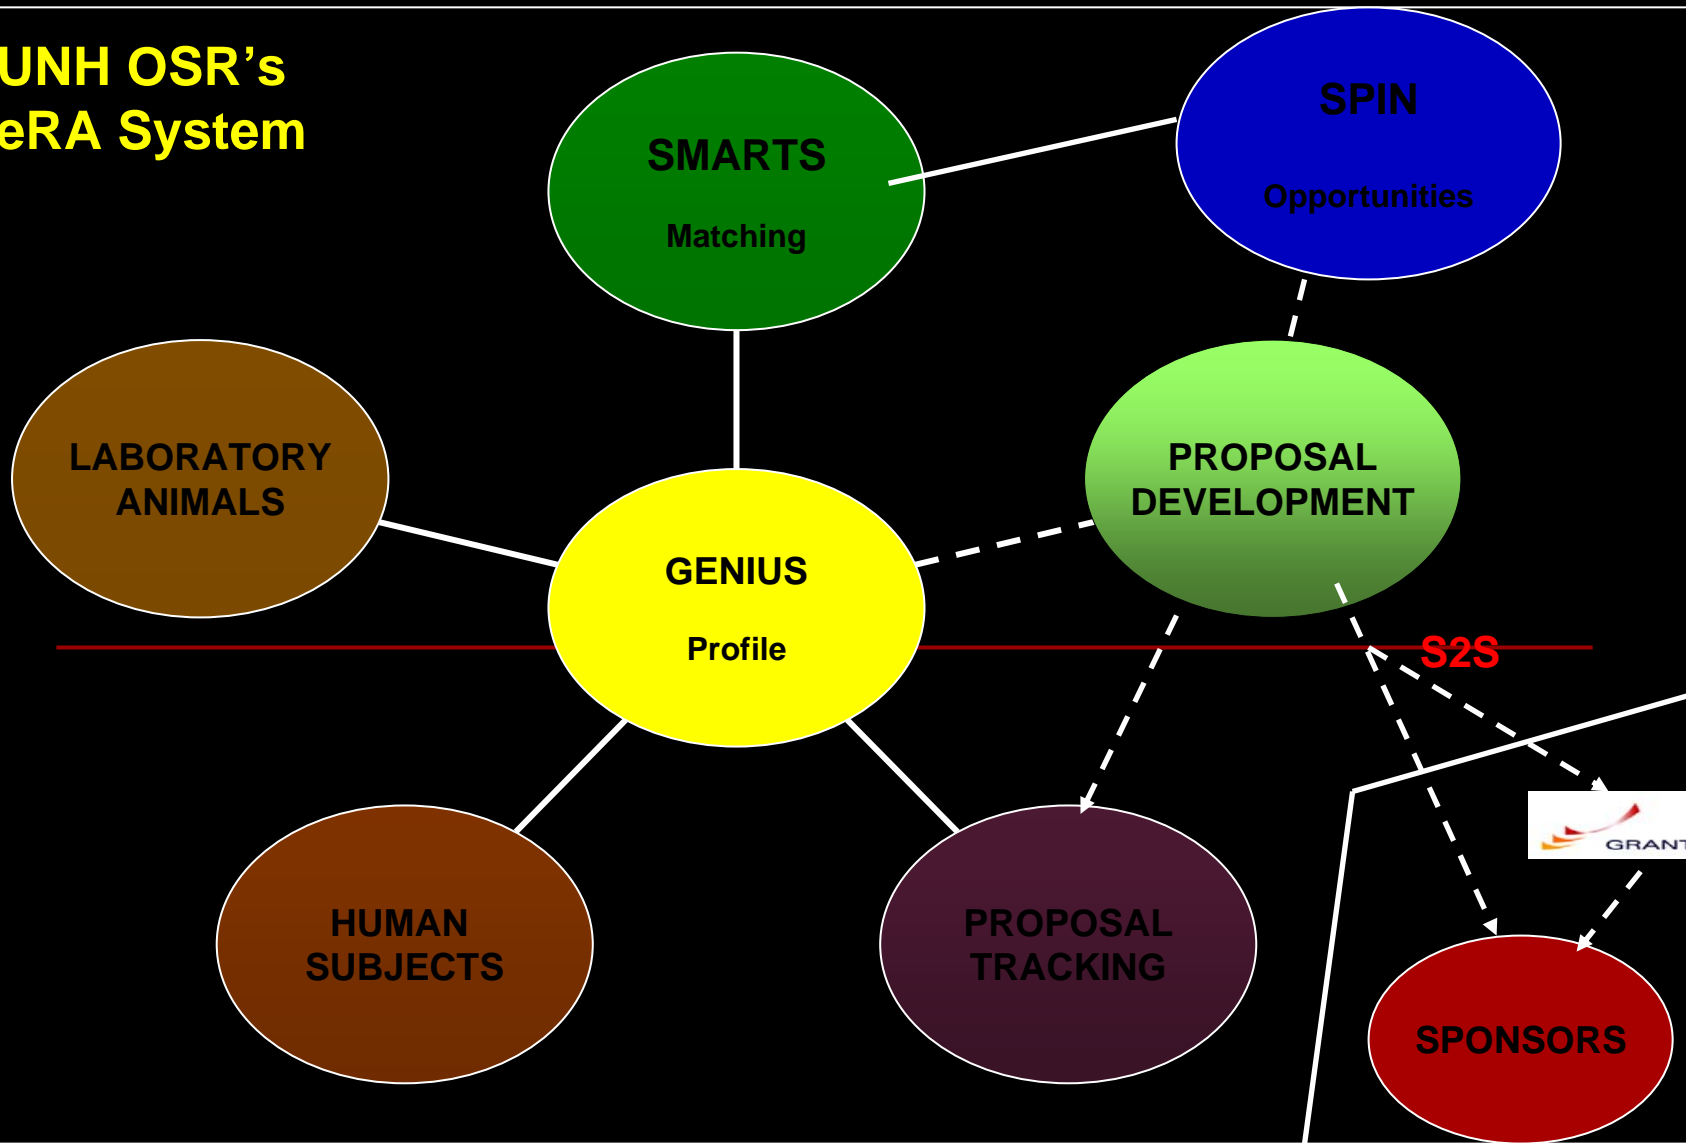 UNH OSR’s
eRA System
SMARTS
Matching
SPIN
Opportunities
LABORATORY
ANIMALS
GENIUS
Profile
PROPOSAL
DEVELOPMENT
S2S
HUMAN
SUBJECTS
PROPOSAL
TRACKING
GRANT
SPONSORS